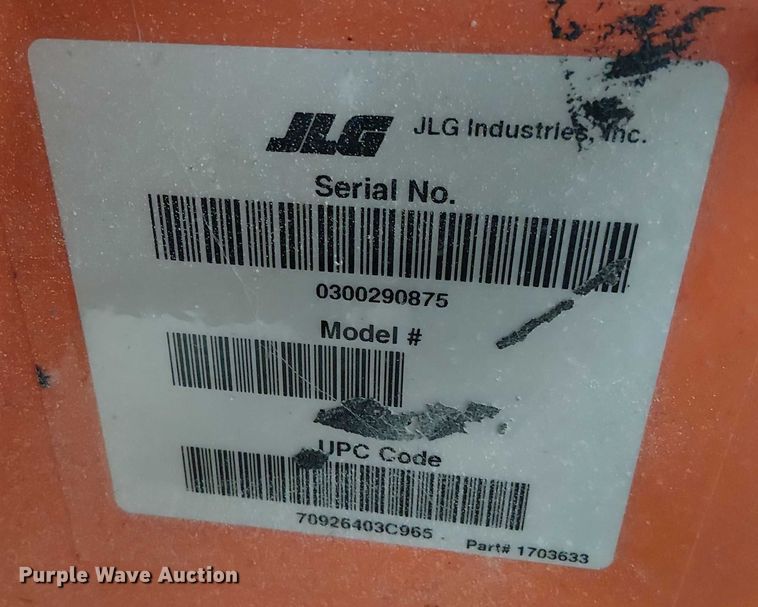 JLG JLG Industries, Inc.
Serial No.
0300290875
Model #
UPC Code
70926403C965
Part# 1703633
Purple Wave Auction